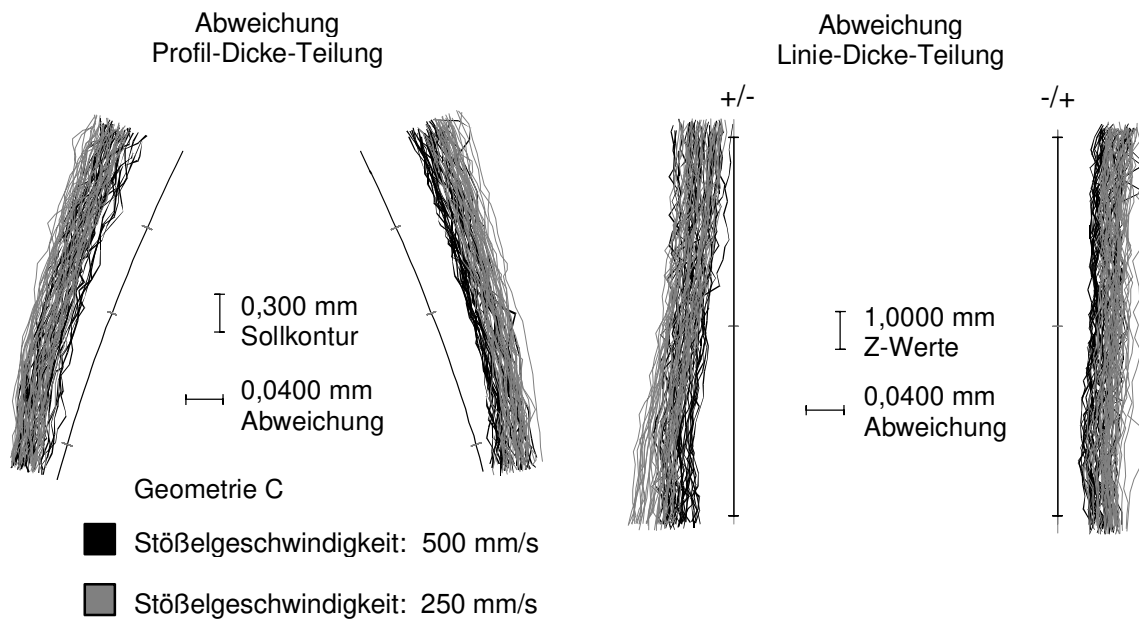 Abweichung
Profil-Dicke-Teilung
Abweichung
Linie-Dicke-Teilung
+/-
-/+
0,300 mm
Sollkontur
0,0400 mm
Abweichung
1,0000 mm
Z-Werte
0,0400 mm
Abweichung
Geometrie C
Stößelgeschwindigkeit: 500 mm/s
Stößelgeschwindigkeit: 250 mm/s